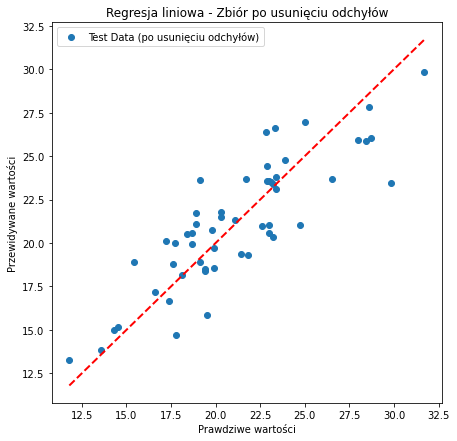 Regresja liniowa - Zbiór po usunięciu odchyłów
Test Data (po usunięciu odchyłów)
Przewidywane wartości
32.5
30.0
27.5
25.0
22.5
20.0
17.5
15.0
12.5
12.5 15.0 17.5 20.0 22.5 25.0 27.5 30.0 32.5
Prawdziwe wartości